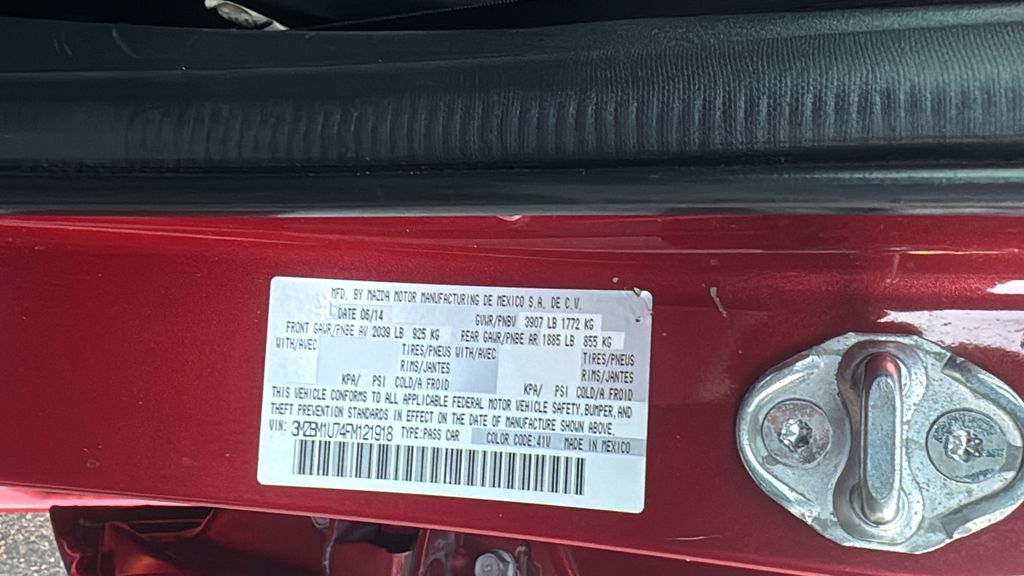 MFD. BY MAZDA MOTOR MANUFACTURING DE MEXICO S.A. DE C.V.
DATE 06/14 GVWR/PNBV 3907 LB 1772 KG
FRONT GAWR/PNBE AV 2039 LB 925 KG REAR GAWR/PNBE AR 1885 LB 855 KG
WITH/AVEC TIRES/PNEUS WITH/AVEC TIRES/PNEUS
RIMS/JANTES RIMS/JANTES
KPA/ PSI COLD/A FROID KPA/ PSI COLD/A FROID
THIS VEHICLE CONFORMS TO ALL APPLICABLE FEDERAL MOTOR VEHICLE SAFETY, BUMPER, AND
THEFT PREVENTION STANDARDS IN EFFECT ON THE DATE OF MANUFACTURE SHOWN ABOVE.
VIN: 3MZBM1U74FM121918 TYPE:PASS CAR COLOR CODE:41V MADE IN MEXICO